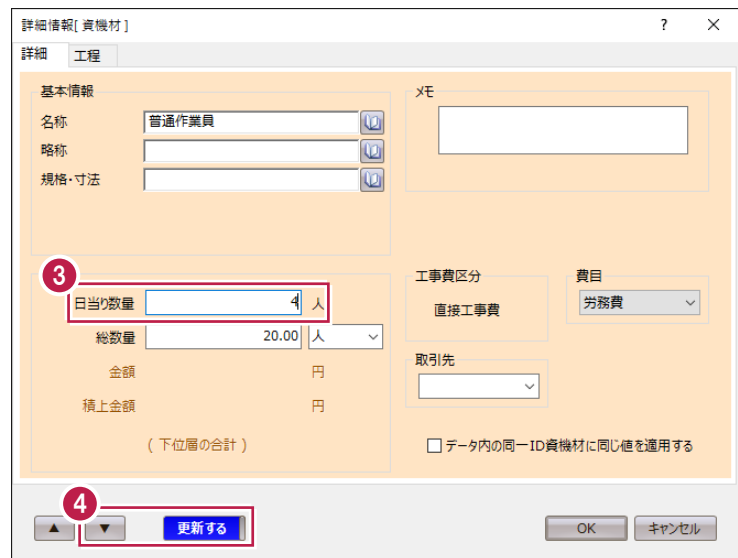 詳細情報[ 資機材 ] ? ×
詳細 工程
基本情報
名称 普通作業員
略称
規格・寸法
メモ
3
日当り数量 4 人
総数量 20.00 人
金額 円
積上金額 円
( 下位層の合計 )
工事費区分
直接工事費
費目
労務費
取引先
データ内の同一ID資機材に同じ値を適用する
4
▲ ▼ 更新する OK キャンセル